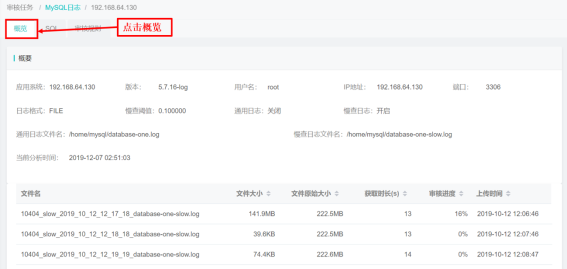 审核任务 / MySQL日志 / 192.168.64.130
概览 SQL 审核规则 点击概览
概要
应用系统: 192.168.64.130 版本: 5.7.16-log 用户名: root IP地址: 192.168.64.130 端口: 3306
日志格式: FILE 慢查阈值: 0.100000 通用日志: 关闭 慢查日志: 开启
通用日志文件名: /home/mysql/database-one.log 慢查日志文件名: /home/mysql/database-one-slow.log
当前分析时间: 2019-12-07 02:51:03
文件名 文件大小 文件原始大小 获取时长(s) 审核进度 上传时间
10404_slow_2019_10_12_12_17_18_database-one-slow.log 141.9MB 222.5MB 13 16% 2019-10-12 12:06:46
10404_slow_2019_10_12_12_18_18_database-one-slow.log 39.6KB 222.5MB 13 0% 2019-10-12 12:07:46
10404_slow_2019_10_12_12_19_19_database-one-slow.log 74.4KB 222.6MB 14 0% 2019-10-12 12:08:47